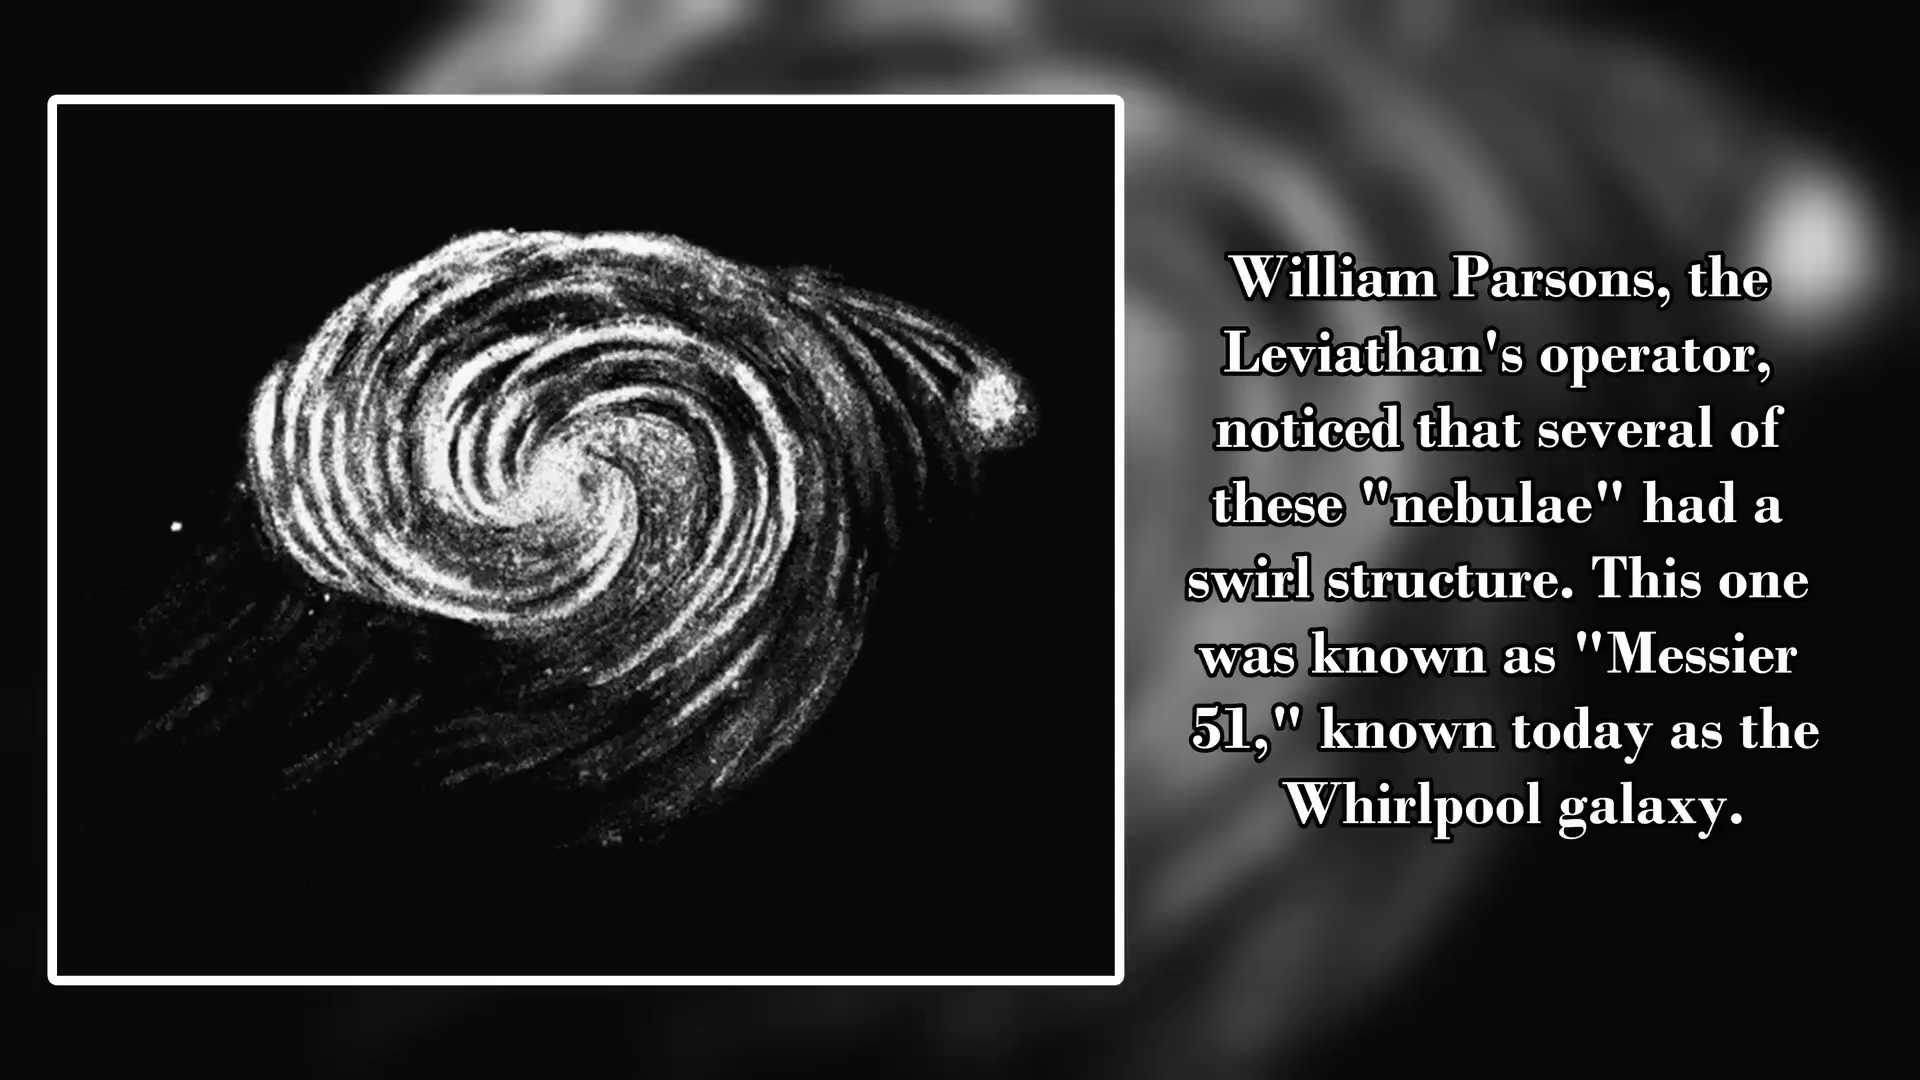 William Parsons, the
Leviathan's operator,
noticed that several of
these "nebulae" had a
swirl structure. This one
was known as "Messier
51," known today as the
Whirlpool galaxy.